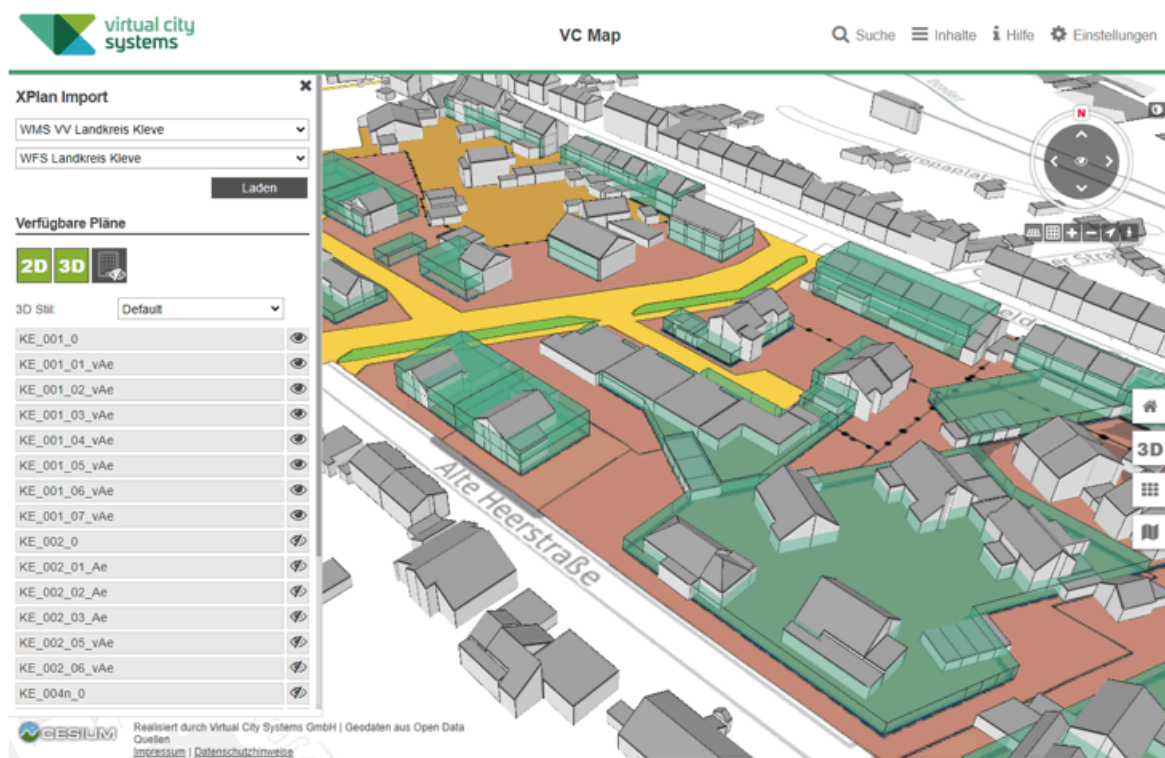 virtual city
systems
VC Map
Suche
Inhalte
Hilfe
Einstellungen
XPlan Import
WMS VV Landkreis Kleve
WFS Landkreis Kleve
Laden
Verfügbare Pläne
2D 3D
3D Stil: Default
KE_001_0
KE_001_01_vAe
KE_001_02_vAe
KE_001_03_vAe
KE_001_04_vAe
KE_001_05_vAe
KE_001_06_vAe
KE_001_07_vAe
KE_002_0
KE_002_01_Ae
KE_002_02_Ae
KE_002_03_Ae
KE_002_05_vAe
KE_002_06_vAe
KE_004n_0
N
Europaplatz
Alte Heerstraße
3D
CESIUM
Realisiert durch Virtual City Systems GmbH | Geodaten aus Open Data
Quellen
Impressum | Datenschutzhinweise